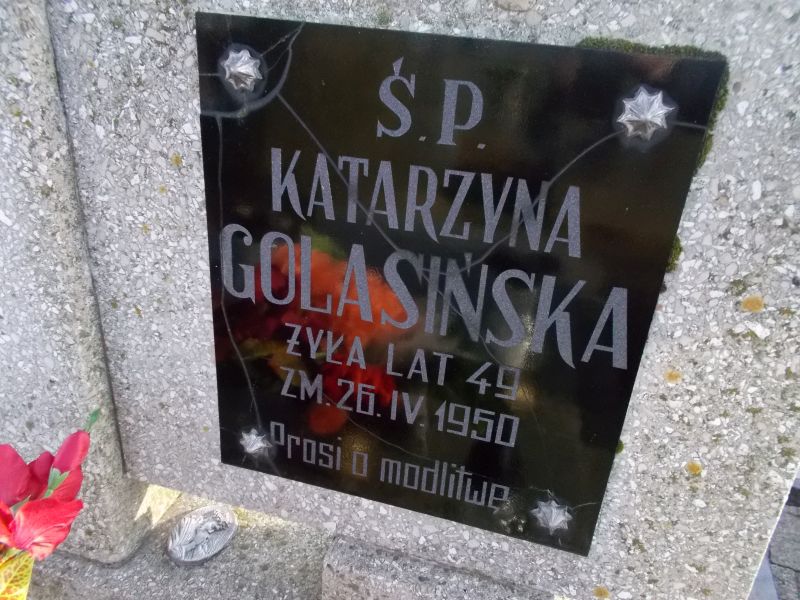 Ś.P.
KATARZYNA
GOLASIŃSKA
ŻYŁA LAT 49
ZM. 26.IV.1950
Prosi o modlitwę